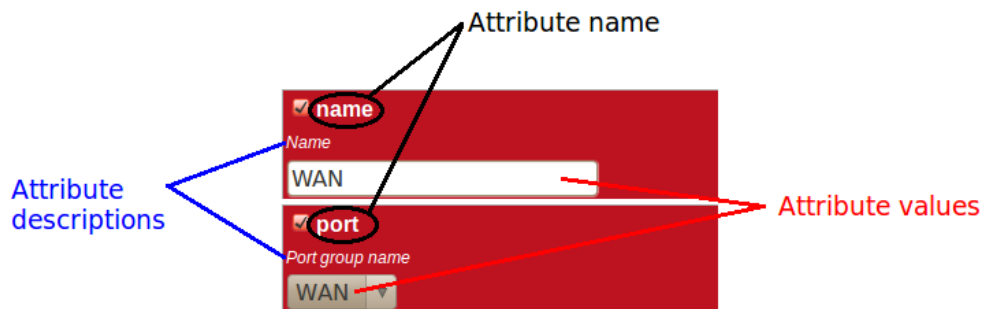 Attribute name
name
Name
WAN
Attribute
descriptions
Attribute values
port
Port group name
WAN